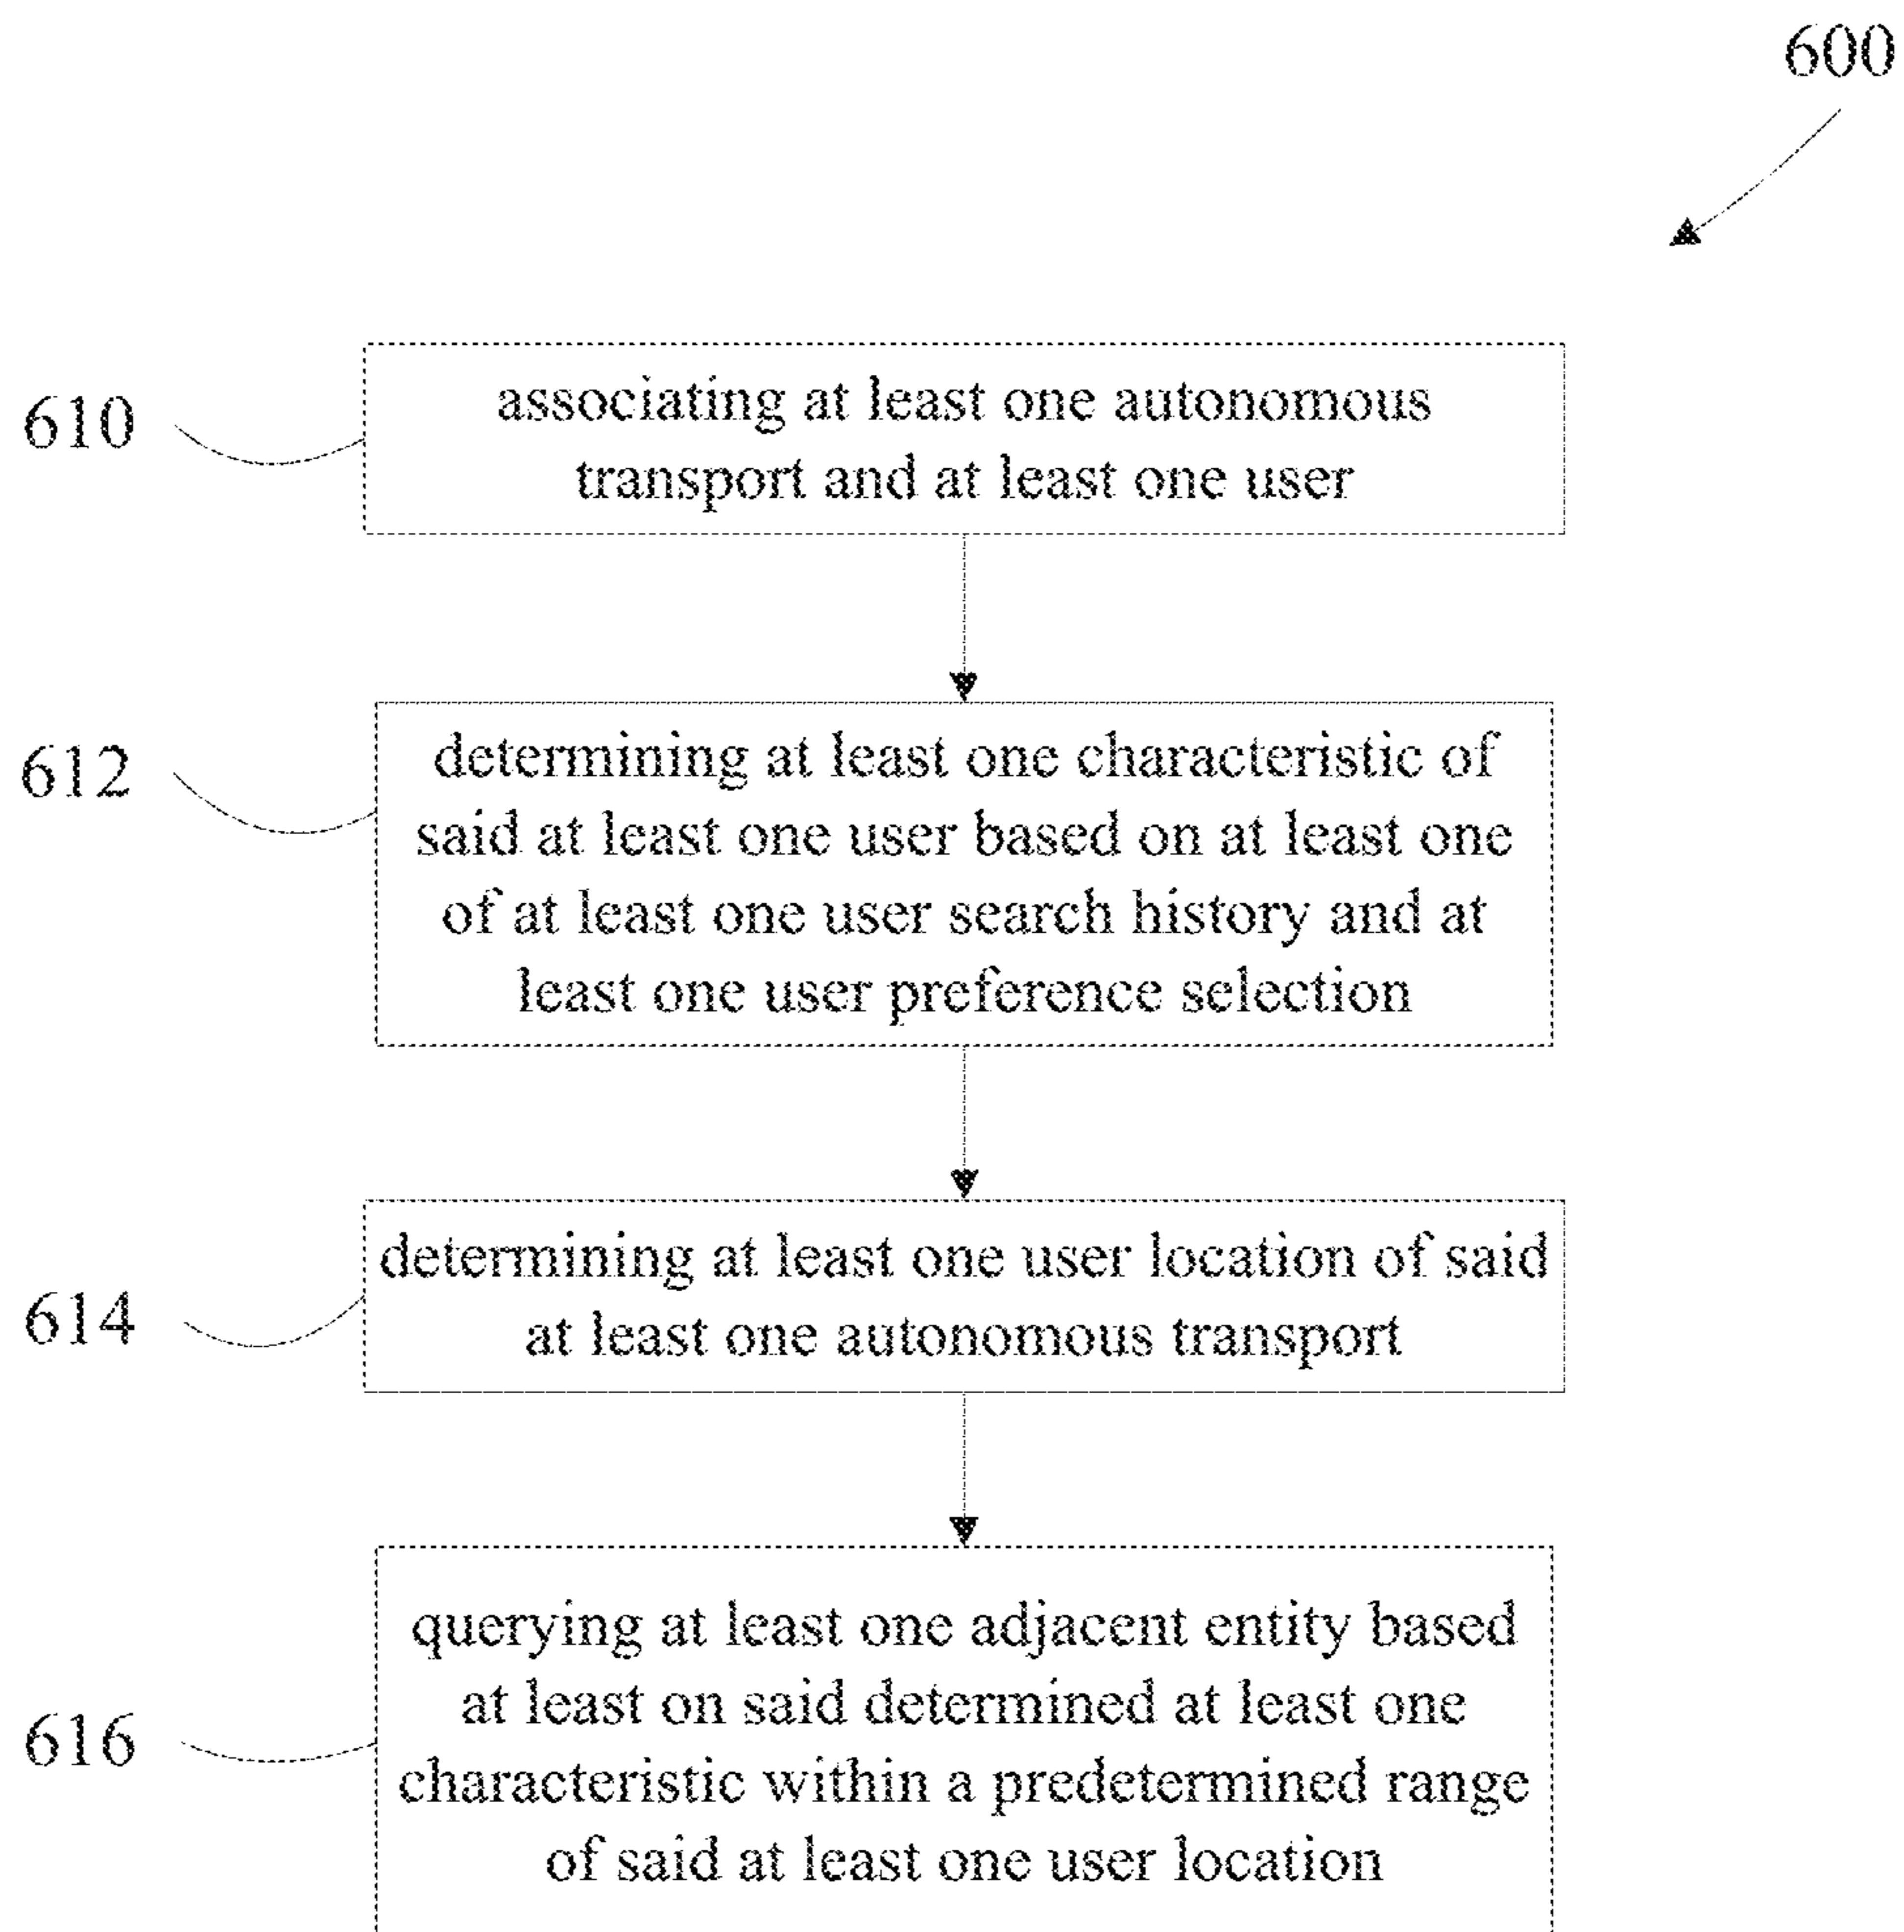 600
610
associating at least one autonomous
transport and at least one user
612
determining at least one characteristic of
said at least one user based on at least one
of at least one user search history and at
least one user preference selection
614
determining at least one user location of said
at least one autonomous transport
616
querying at least one adjacent entity based
at least on said determined at least one
characteristic within a predetermined range
of said at least one user location